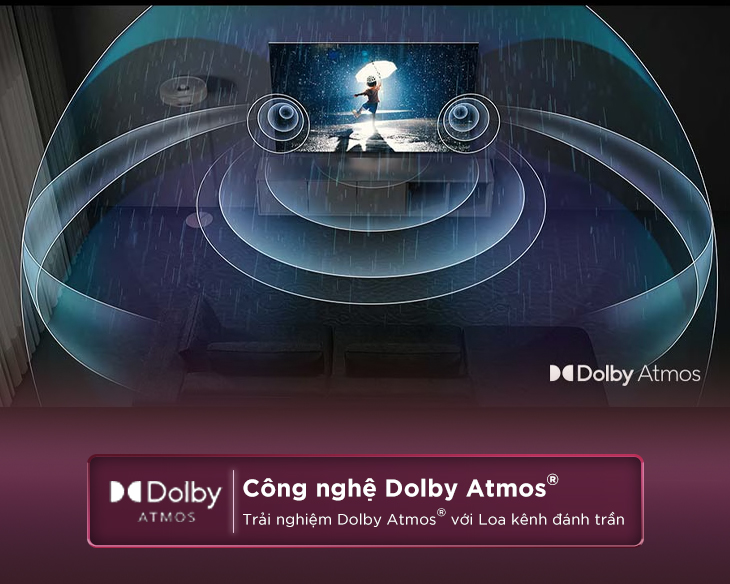 Dolby Atmos
Dolby
ATMOS
Công nghệ Dolby Atmos®
Trải nghiệm Dolby Atmos® với Loa kênh đánh trần